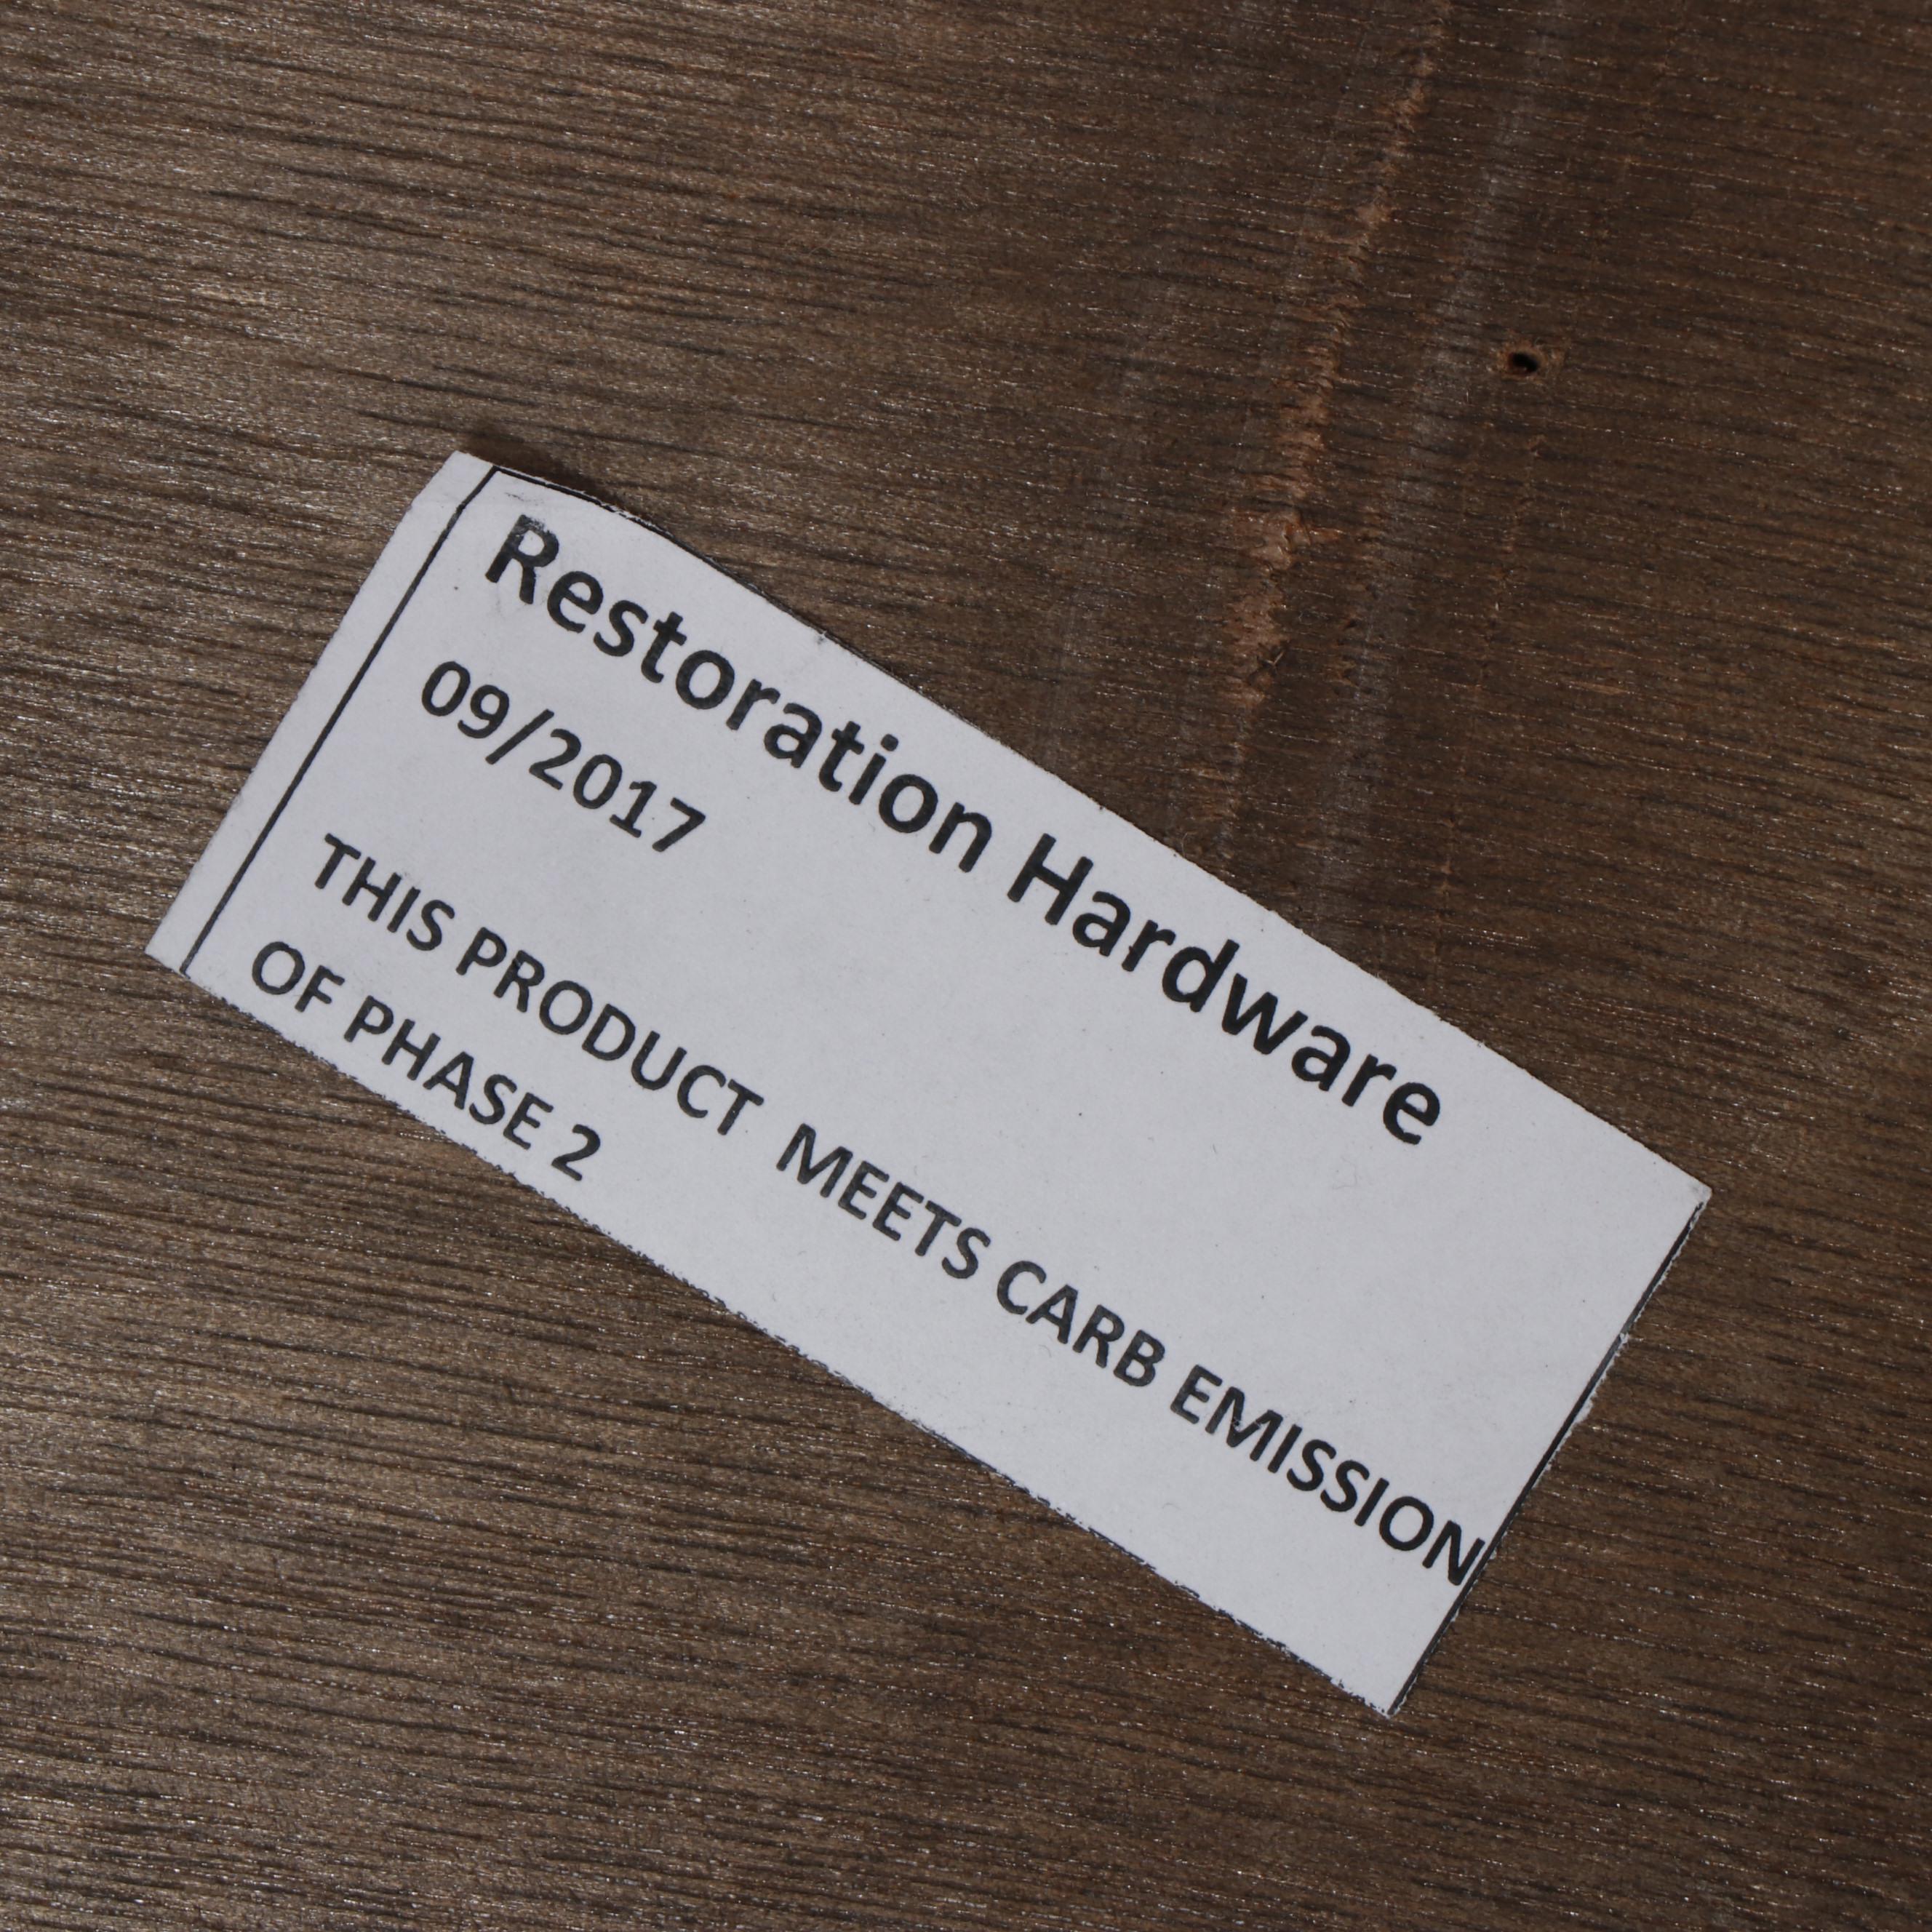 Restoration Hardware
09/2017
THIS PRODUCT MEETS CARB EMISSION
OF PHASE 2